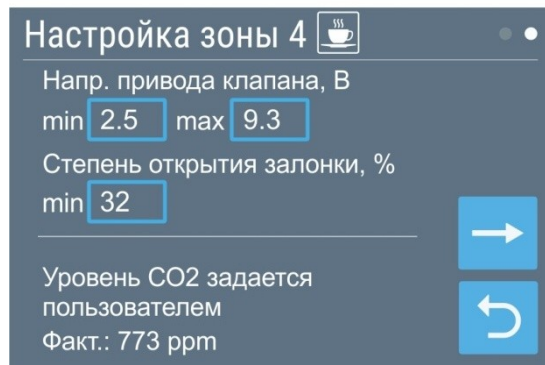 Настройка зоны 4
Напр. привода клапана, В
min 2.5 max 9.3
Степень открытия залонки, %
min 32
Уровень СО2 задается
пользователем
Факт.: 773 ppm